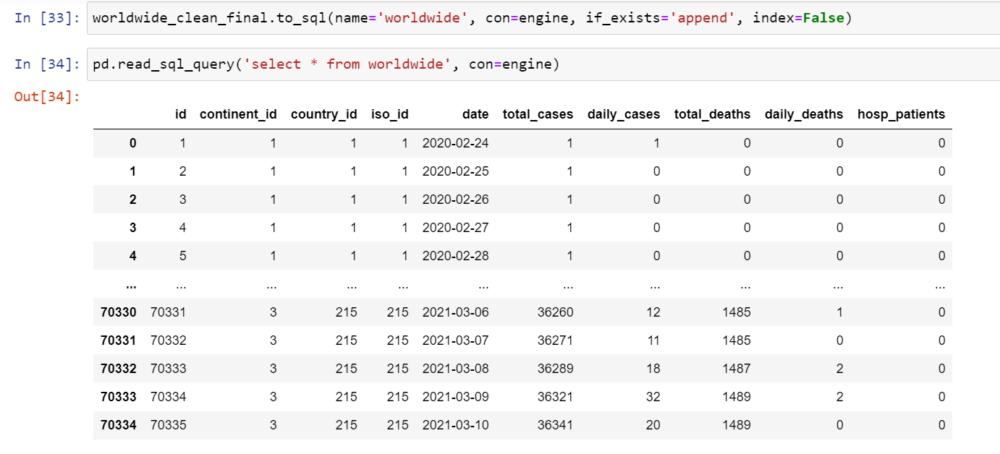 In [33]: worldwide_clean_final.to_sql(name='worldwide', con=engine, if_exists='append', index=False)
In [34]: pd.read_sql_query('select * from worldwide', con=engine)
Out[34]:
id continent_id country_id iso_id date total_cases daily_cases total_deaths daily_deaths hosp_patients
0 1 1 1 1 2020-02-24 1 1 0 0 0
1 2 1 1 1 2020-02-25 1 0 0 0 0
2 3 1 1 1 2020-02-26 1 0 0 0 0
3 4 1 1 1 2020-02-27 1 0 0 0 0
4 5 1 1 1 2020-02-28 1 0 0 0 0
... ... ... ... ... ... ... ... ... ... ...
70330 70331 3 215 215 2021-03-06 36260 12 1485 1 0
70331 70332 3 215 215 2021-03-07 36271 11 1485 0 0
70332 70333 3 215 215 2021-03-08 36289 18 1487 2 0
70333 70334 3 215 215 2021-03-09 36321 32 1489 2 0
70334 70335 3 215 215 2021-03-10 36341 20 1489 0 0